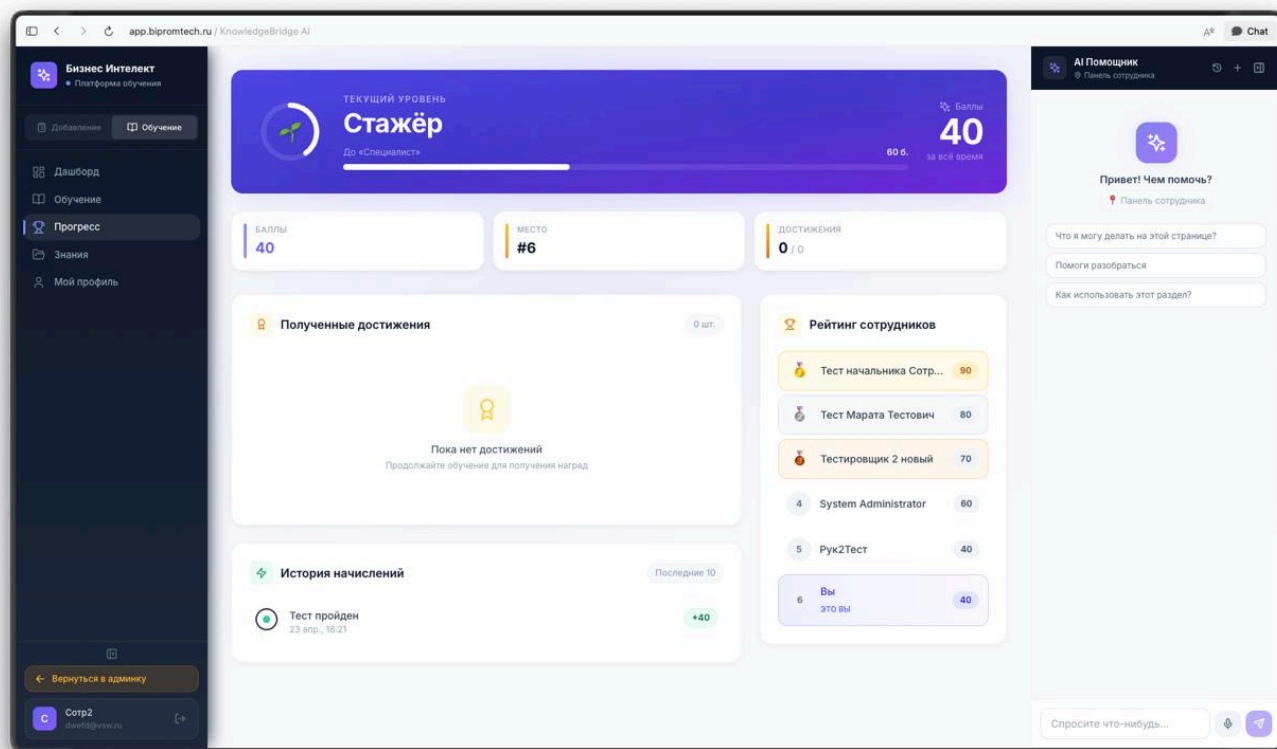 app.bipromtech.ru / KnowledgeBridge AI
Chat
Бизнес Интелект
Платформа обучения
Добавление
Обучение
Дашборд
Обучение
Прогресс
Знания
Мой профиль
Вернуться в админку
С
Сотр2
dwefd@vsw.ru
ТЕКУЩИЙ УРОВЕНЬ
Стажёр
До «Специалист»
60 б.
Баллы
40
за всё время
БАЛЛЫ
40
МЕСТО
#6
ДОСТИЖЕНИЯ
0 / 0
Полученные достижения
0 шт.
Пока нет достижений
Продолжайте обучение для получения наград
История начислений
Последние 10
Тест пройден
23 апр., 16:21
+40
Рейтинг сотрудников
Тест начальника Сотр... 90
Тест Марата Тестович 80
Тестировщик 2 новый 70
4 System Administrator 60
5 Рук2Тест 40
6 Вы 40
это вы
AI Помощник
Панель сотрудника
Привет! Чем помочь?
Панель сотрудника
Что я могу делать на этой странице?
Помоги разобраться
Как использовать этот раздел?
Спросите что-нибудь...